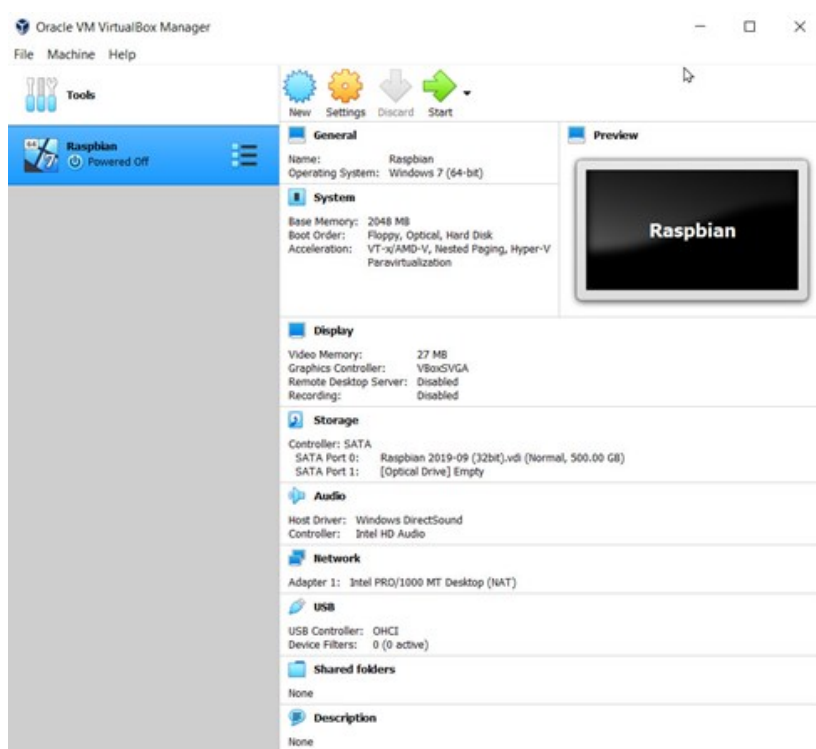 Oracle VM VirtualBox Manager
File Machine Help
Tools
New Settings Discard Start
64
7
Raspbian
Powered Off
General
Name: Raspbian
Operating System: Windows 7 (64-bit)
System
Base Memory: 2048 MB
Boot Order: Floppy, Optical, Hard Disk
Acceleration: VT-x/AMD-V, Nested Paging, Hyper-V
Paravirtualization
Preview
Raspbian
Display
Video Memory: 27 MB
Graphics Controller: VBoxSVGA
Remote Desktop Server: Disabled
Recording: Disabled
Storage
Controller: SATA
SATA Port 0: Raspbian 2019-09 (32bit).vdi (Normal, 500.00 GB)
SATA Port 1: [Optical Drive] Empty
Audio
Host Driver: Windows DirectSound
Controller: Intel HD Audio
Network
Adapter 1: Intel PRO/1000 MT Desktop (NAT)
USB
USB Controller: OHCI
Device Filters: 0 (0 active)
Shared folders
None
Description
None